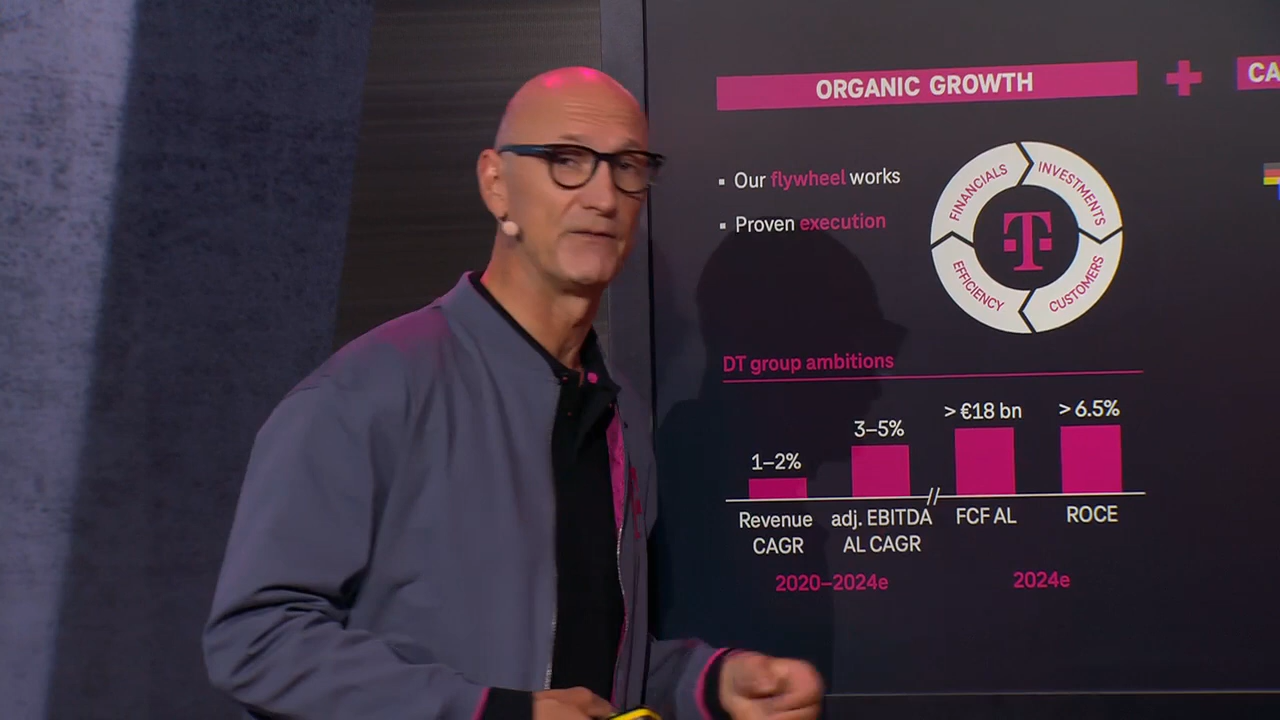 ORGANIC GROWTH
+
CA
▪ Our flywheel works
▪ Proven execution
FINANCIALS
INVESTMENTS
CUSTOMERS
EFFICIENCY
T
DT group ambitions
1–2%
3–5%
> €18 bn
> 6.5%
Revenue CAGR
adj. EBITDA AL CAGR
FCF AL
ROCE
2020–2024e
2024e